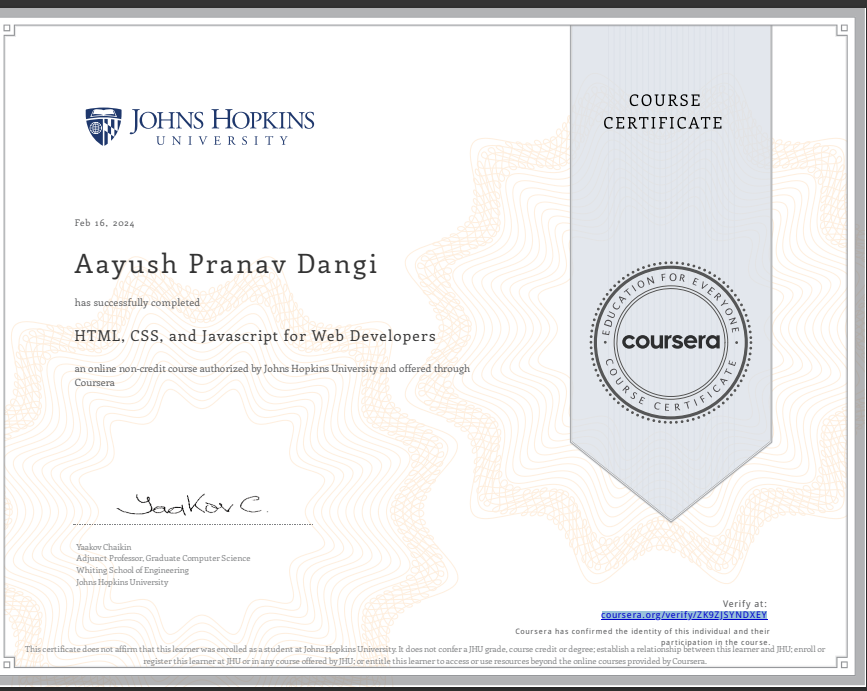 JOHNS HOPKINS
UNIVERSITY
COURSE
CERTIFICATE
Feb 16, 2024
Aayush Pranav Dangi
has successfully completed
HTML, CSS, and Javascript for Web Developers
an online non-credit course authorized by Johns Hopkins University and offered through
Coursera
EDUCATION FOR EVERYONE
coursera
COURSE CERTIFICATE
Yaakov C.
Yaakov Chaikin
Adjunct Professor, Graduate Computer Science
Whiting School of Engineering
Johns Hopkins University
Verify at:
coursera.org/verify/ZK9ZJSYNDXEY
Coursera has confirmed the identity of this individual and their
participation in the course.
This certificate does not affirm that this learner was enrolled as a student at Johns Hopkins University. It does not confer a JHU grade, course credit or degree; establish a relationship between this learner and JHU; enroll or
register this learner at JHU or in any course offered by JHU; or entitle this learner to access or use resources beyond the online courses provided by Coursera.